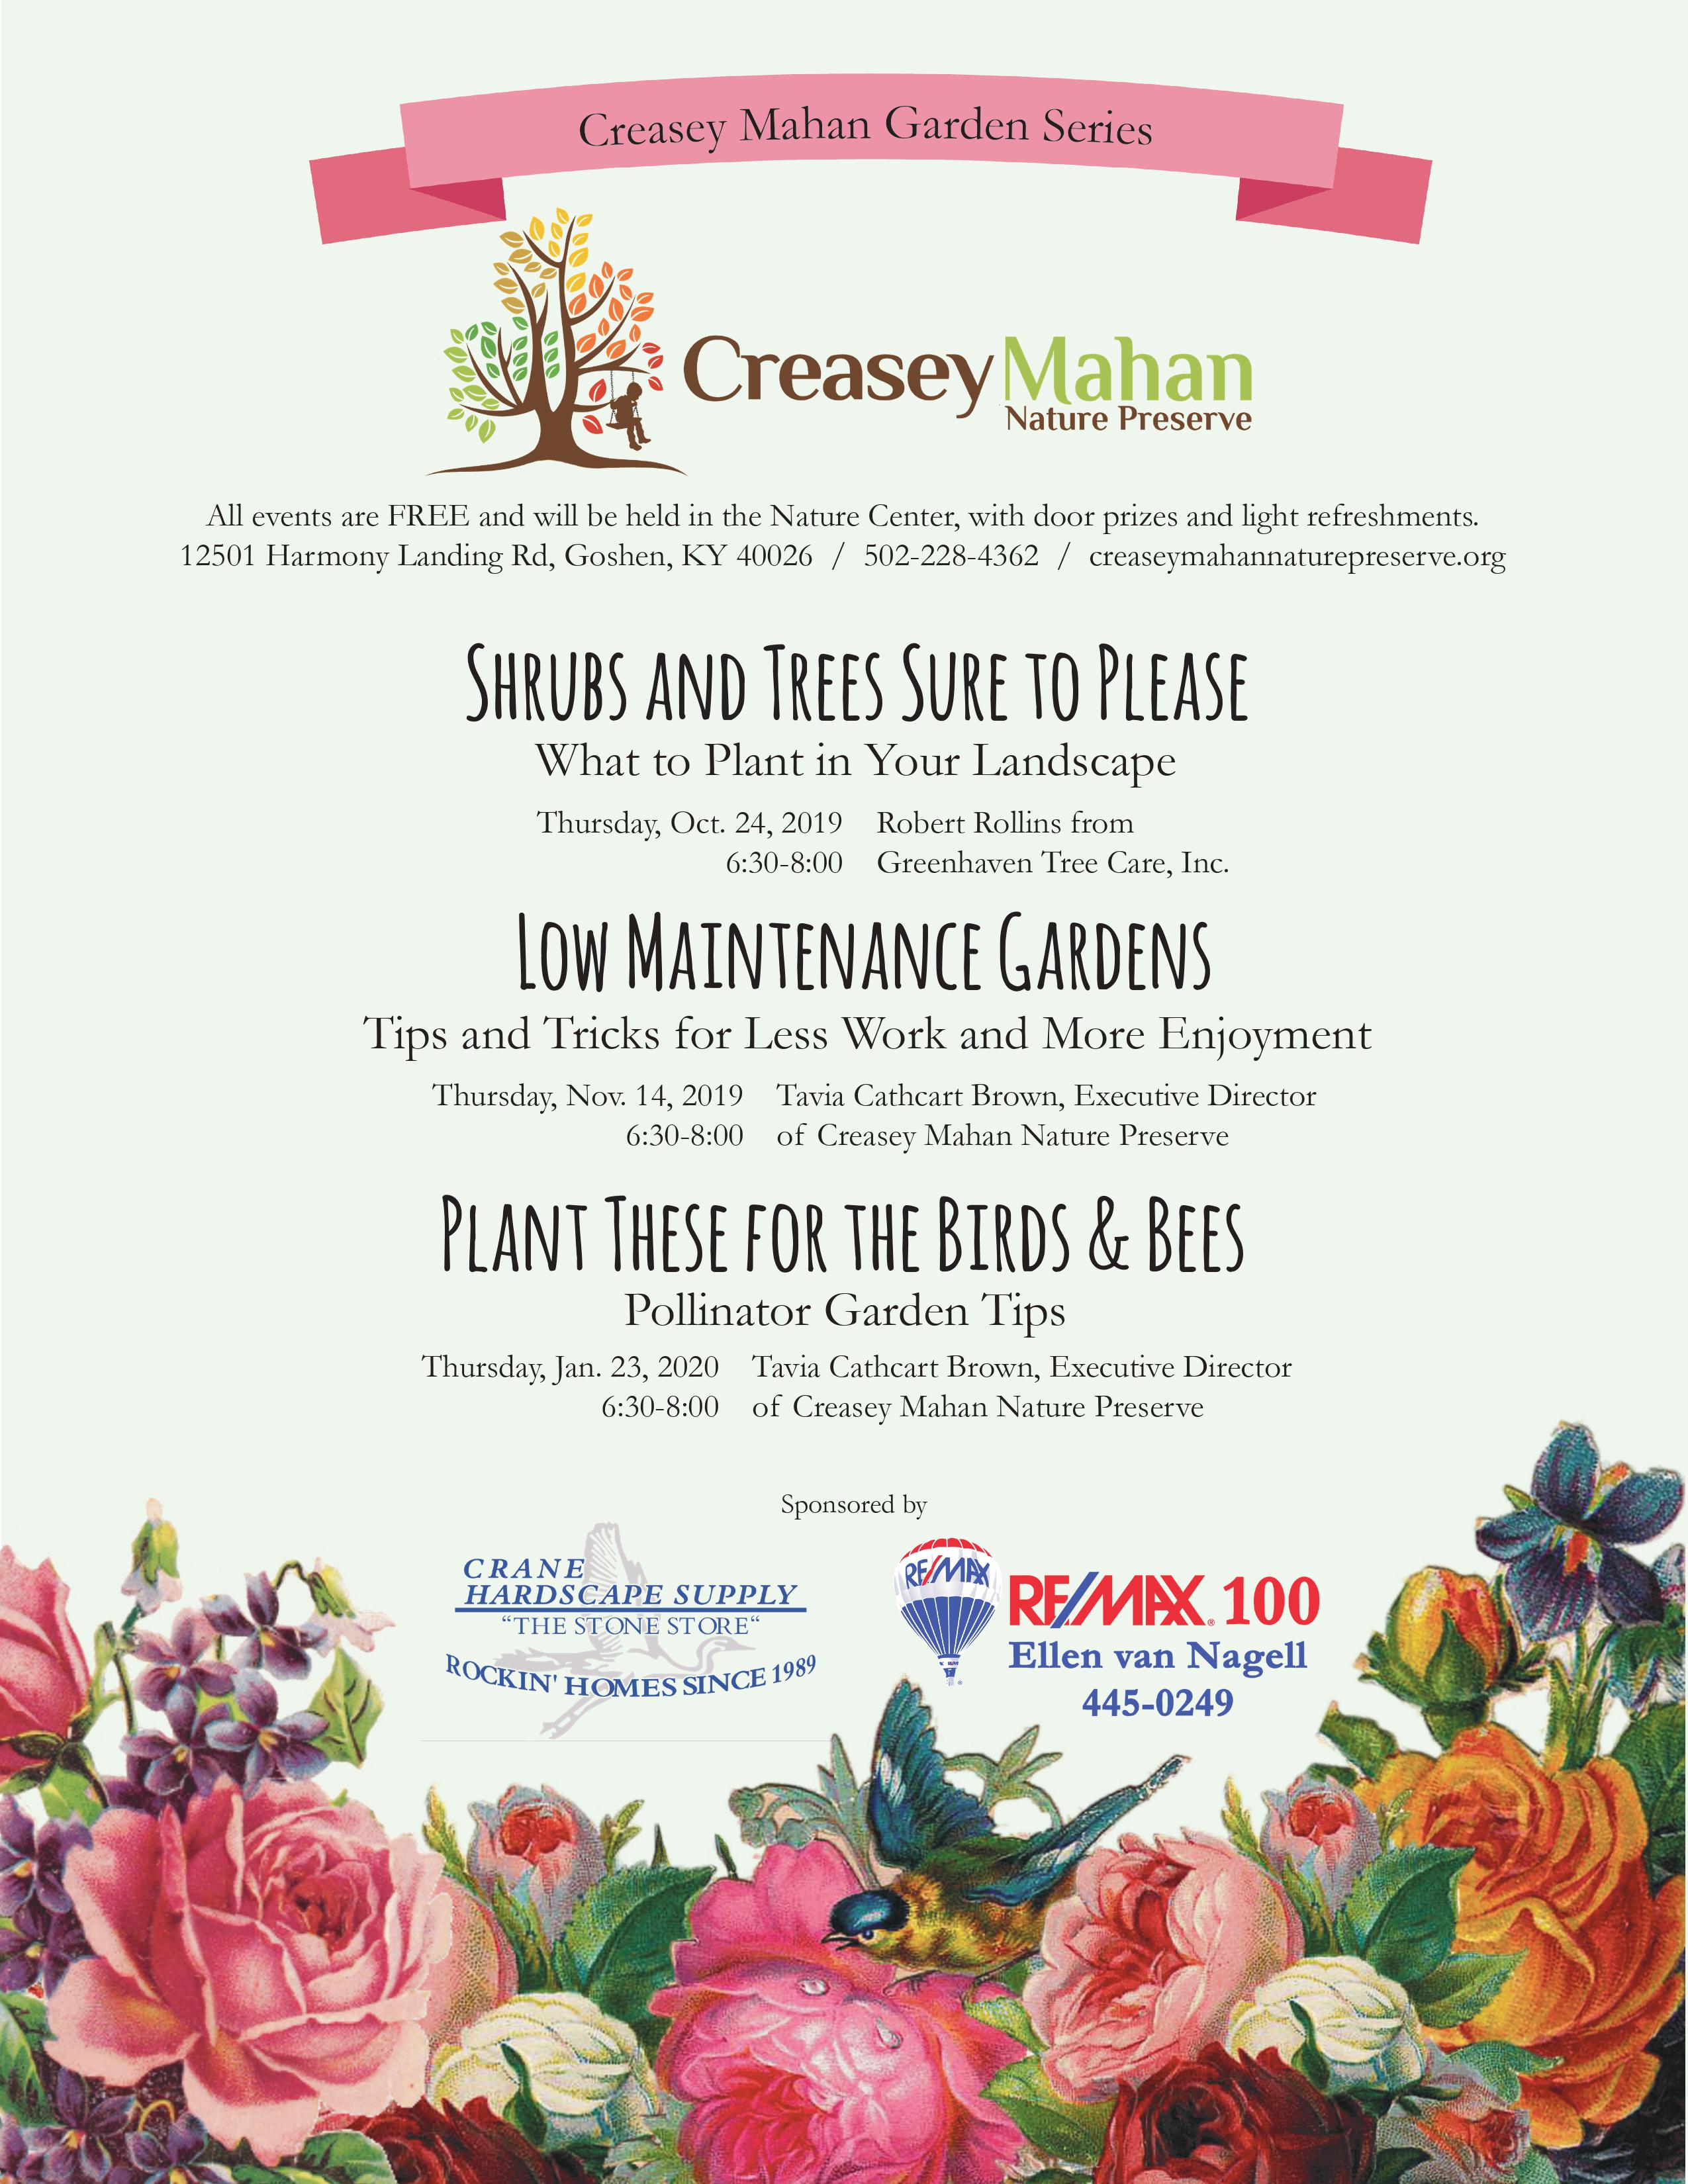 Creasey Mahan Garden Series
Creasey Mahan
Nature Preserve
All events are FREE and will be held in the Nature Center, with door prizes and light refreshments.
12501 Harmony Landing Rd, Goshen, KY 40026 / 502-228-4362 / creaseymahannaturepreserve.org
Shrubs and Trees Sure to Please
What to Plant in Your Landscape
Thursday, Oct. 24, 2019 Robert Rollins from
6:30-8:00 Greenhaven Tree Care, Inc.
Low Maintenance Gardens
Tips and Tricks for Less Work and More Enjoyment
Thursday, Nov. 14, 2019 Tavia Cathcart Brown, Executive Director
6:30-8:00 of Creasey Mahan Nature Preserve
Plant These for the Birds & Bees
Pollinator Garden Tips
Thursday, Jan. 23, 2020 Tavia Cathcart Brown, Executive Director
6:30-8:00 of Creasey Mahan Nature Preserve
Sponsored by
CRANE
HARDSCAPE SUPPLY
“THE STONE STORE“
ROCKIN' HOMES SINCE 1989
RE/MAX
RE/MAX® 100
Ellen van Nagell
445-0249